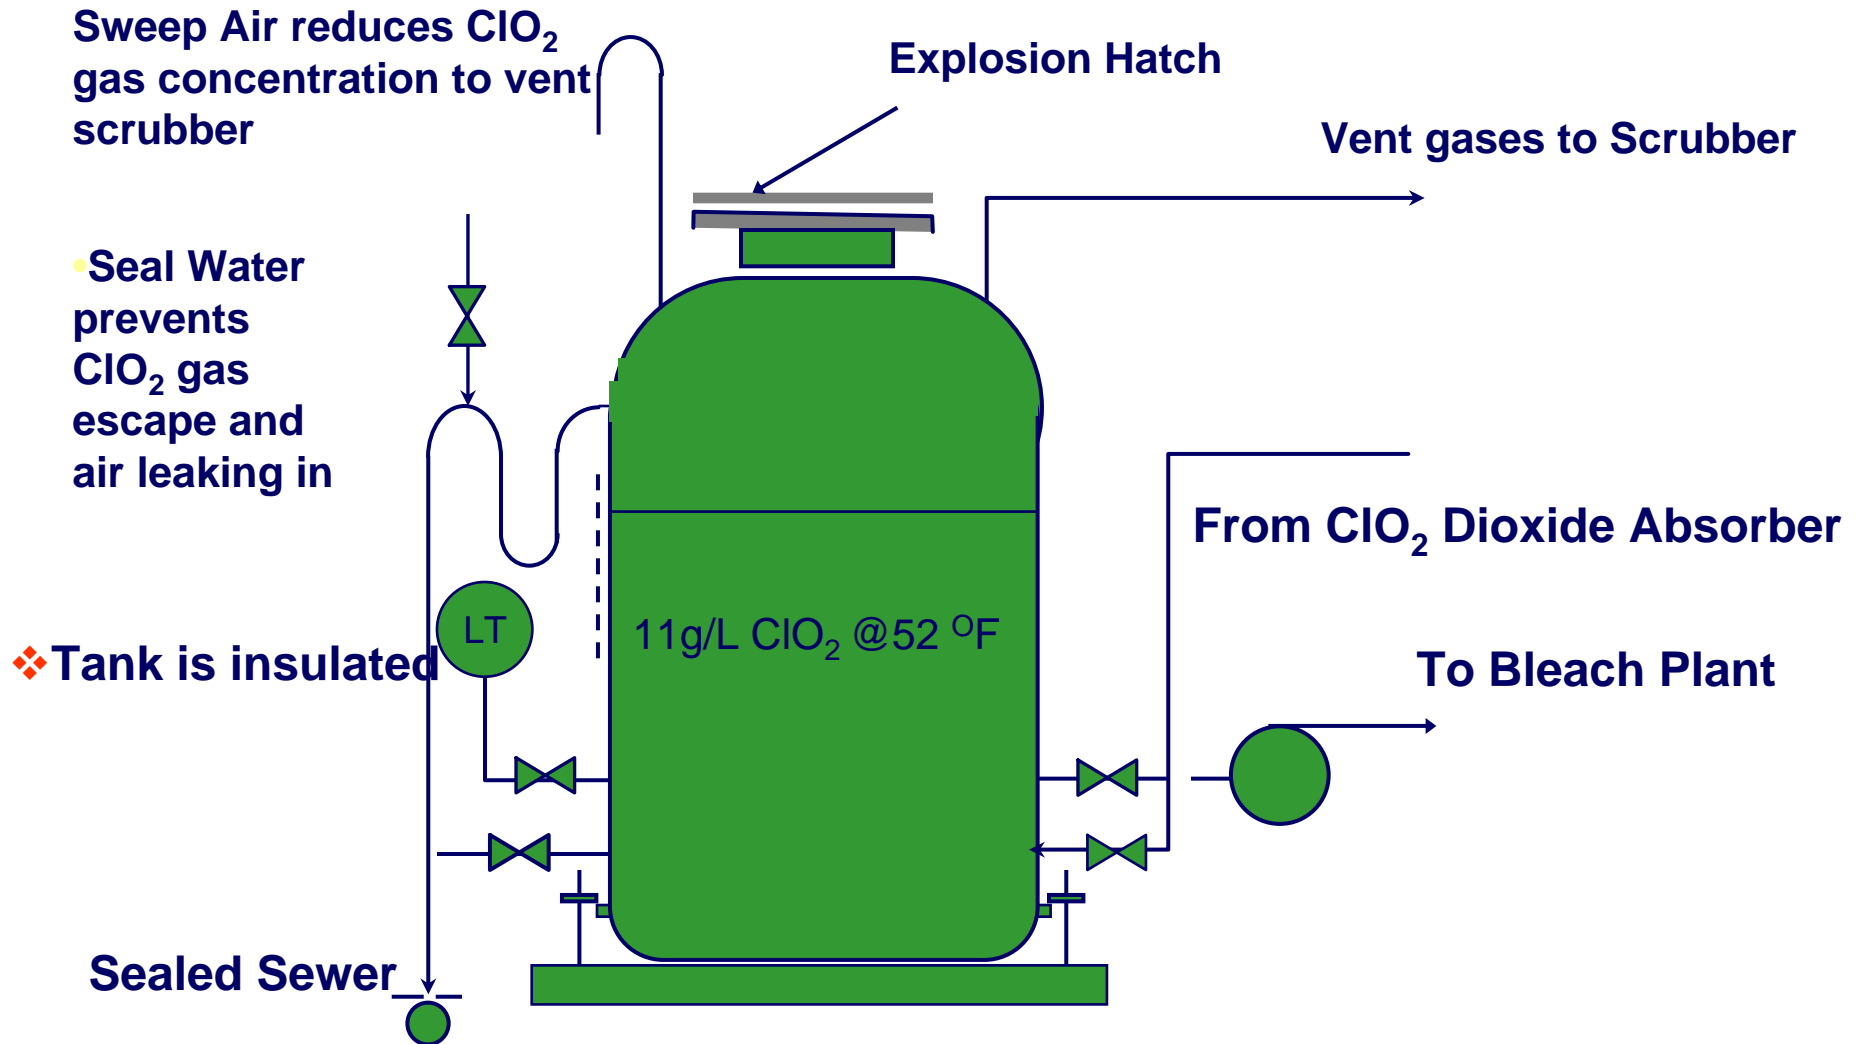 Sweep Air reduces ClO₂
gas concentration to vent
scrubber
Explosion Hatch
Vent gases to Scrubber
•Seal Water
prevents
ClO₂ gas
escape and
air leaking in
From ClO₂ Dioxide Absorber
LT
11g/L ClO₂ @52 ᴼF
❖Tank is insulated
To Bleach Plant
Sealed Sewer